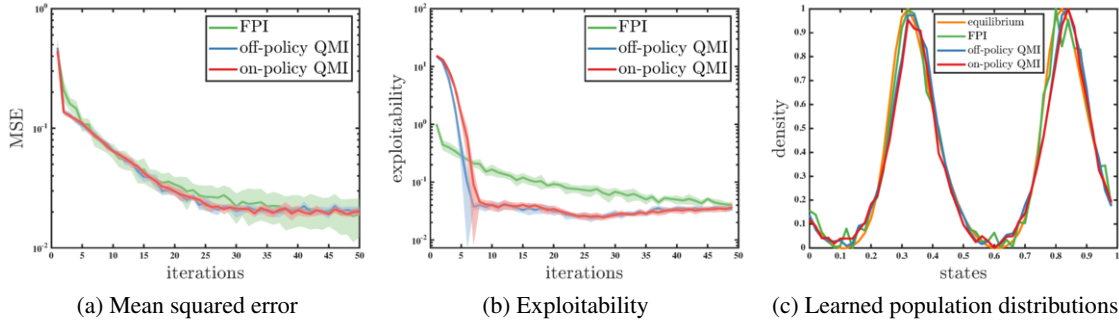 FPI
off-policy QMI
on-policy QMI
10^0
10^-1
10^-2
MSE
1 5 10 15 20 25 30 35 40 45 50
iterations
(a) Mean squared error
FPI
off-policy QMI
on-policy QMI
10^2
10^1
10^0
10^-1
10^-2
exploitability
1 5 10 15 20 25 30 35 40 45 50
iterations
(b) Exploitability
equilibrium
FPI
off-policy QMI
on-policy QMI
1
0.9
0.8
0.7
0.6
0.5
0.4
0.3
0.2
0.1
0
density
0 0.1 0.2 0.3 0.4 0.5 0.6 0.7 0.8 0.9 1
states
(c) Learned population distributions